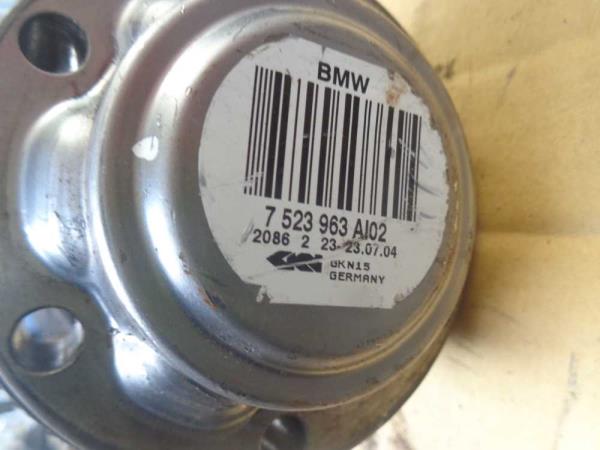 BMW
7 523 963 AI02
2086 2 23 23.07.04
GKN15
GERMANY